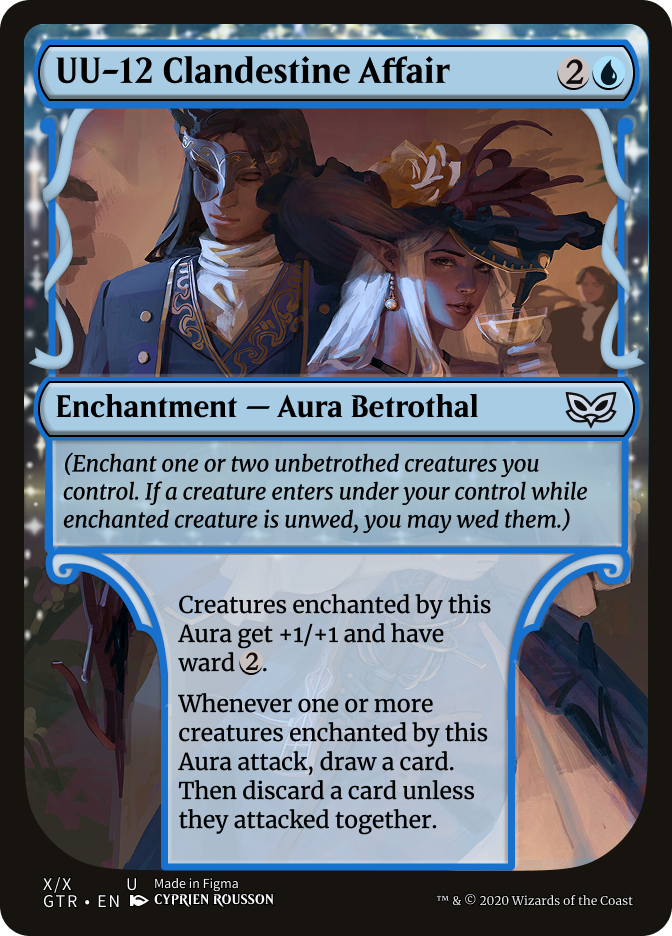 UU-12 Clandestine Affair 2
Enchantment — Aura Betrothal
(Enchant one or two unbetrothed creatures you
control. If a creature enters under your control while
enchanted creature is unwed, you may wed them.)
Creatures enchanted by this
Aura get +1/+1 and have
ward 2.
Whenever one or more
creatures enchanted by this
Aura attack, draw a card.
Then discard a card unless
they attacked together.
X/X U Made in Figma
GTR • EN CYPRIEN ROUSSON ™ & © 2020 Wizards of the Coast